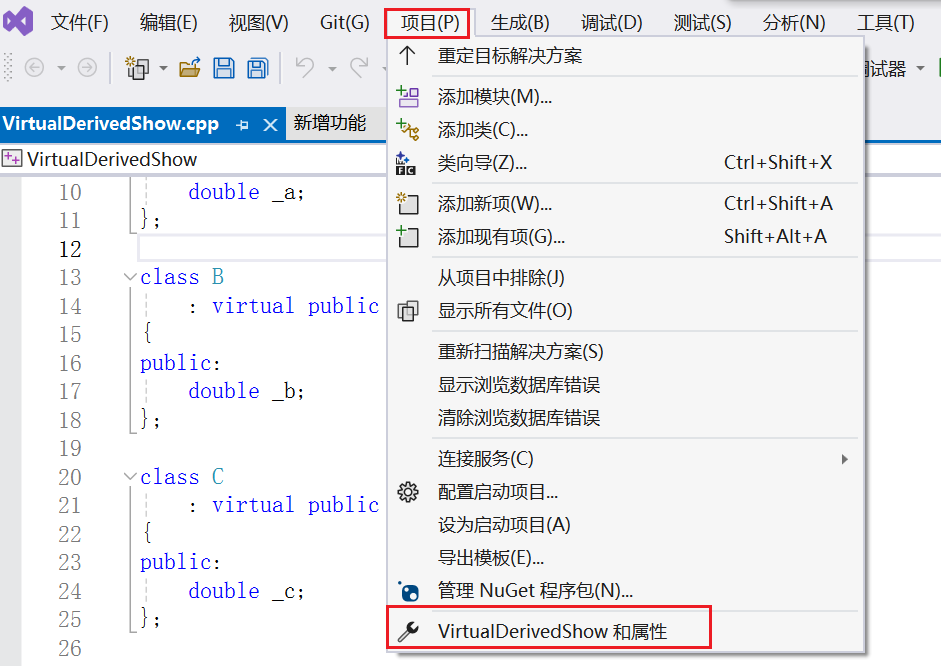 文件(F) 编辑(E) 视图(V) Git(G) 项目(P) 生成(B) 调试(D) 测试(S) 分析(N) 工具(T)
重定目标解决方案
试器
添加模块(M)...
VirtualDerivedShow.cpp 新增功能
添加类(C)...
VirtualDerivedShow
类向导(Z)... Ctrl+Shift+X
添加新项(W)... Ctrl+Shift+A
添加现有项(G)... Shift+Alt+A
从项目中排除(J)
显示所有文件(O)
重新扫描解决方案(S)
显示浏览数据库错误
清除浏览数据库错误
连接服务(C)
配置启动项目...
设为启动项目(A)
导出模板(E)...
管理 NuGet 程序包(N)...
VirtualDerivedShow 和属性
10 double _a;
11 };
12
13 class B
14 : virtual public
15 {
16 public:
17 double _b;
18 };
19
20 class C
21 : virtual public
22 {
23 public:
24 double _c;
25 };
26